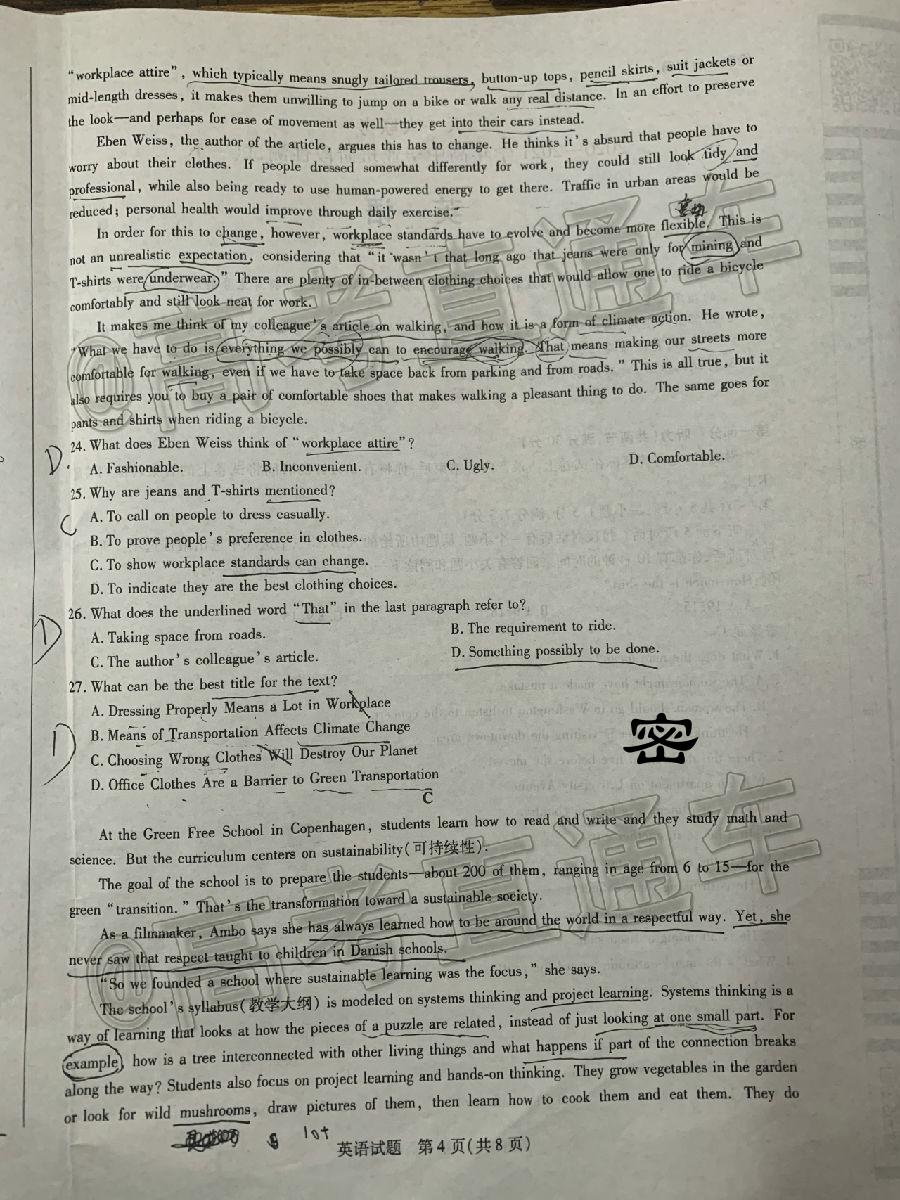 “workplace attire”, which typically means snugly tailored trousers, button-up tops, pencil skirts, suit jackets or
mid-length dresses, it makes them unwilling to jump on a bike or walk any real distance. In an effort to preserve
the look—and perhaps for ease of movement as well—they get into their cars instead.
Eben Weiss, the author of the article, argues this has to change. He thinks it's absurd that people have to
worry about their clothes. If people dressed somewhat differently for work, they could still look tidy and
professional, while also being ready to use human-powered energy to get there. Traffic in urban areas would be
reduced; personal health would improve through daily exercise.
In order for this to change, however, workplace standards have to evolve and become more flexible. This is
not an unrealistic expectation, considering that “it wasn't that long ago that jeans were only for mining and
T-shirts were underwear.” There are plenty of in-between clothing choices that would allow one to ride a bicycle
comfortably and still look neat for work.
It makes me think of my colleague's article on walking, and how it is a form of climate action. He wrote,
“What we have to do is everything we possibly can to encourage walking. That means making our streets more
comfortable for walking, even if we have to take space back from parking and from roads.” This is all true, but it
also requires you to buy a pair of comfortable shoes that makes walking a pleasant thing to do. The same goes for
pants and shirts when riding a bicycle.
D. 24. What does Eben Weiss think of “workplace attire”?
A. Fashionable. B. Inconvenient. C. Ugly. D. Comfortable.
25. Why are jeans and T-shirts mentioned?
C A. To call on people to dress casually.
B. To prove people's preference in clothes.
C. To show workplace standards can change.
D. To indicate they are the best clothing choices.
26. What does the underlined word “That” in the last paragraph refer to?
D A. Taking space from roads. B. The requirement to ride.
C. The author's colleague's article. D. Something possibly to be done.
27. What can be the best title for the text?
A. Dressing Properly Means a Lot in Workplace
D B. Means of Transportation Affects Climate Change
密
C. Choosing Wrong Clothes Will Destroy Our Planet
D. Office Clothes Are a Barrier to Green Transportation
C
At the Green Free School in Copenhagen, students learn how to read and write and they study math and
science. But the curriculum centers on sustainability(可持续性).
The goal of the school is to prepare the students—about 200 of them, ranging in age from 6 to 15—for the
green “transition.” That's the transformation toward a sustainable society.
As a filmmaker, Ambo says she has always learned how to be around the world in a respectful way. Yet, she
never saw that respect taught to children in Danish schools.
“So we founded a school where sustainable learning was the focus,” she says.
The school's syllabus(教学大纲) is modeled on systems thinking and project learning. Systems thinking is a
way of learning that looks at how the pieces of a puzzle are related, instead of just looking at one small part. For
example, how is a tree interconnected with other living things and what happens if part of the connection breaks
along the way? Students also focus on project learning and hands-on thinking. They grow vegetables in the garden
or look for wild mushrooms, draw pictures of them, then learn how to cook them and eat them. They do
lot
英语试题 第4页(共8页)
@高考直通车
@高考直通车